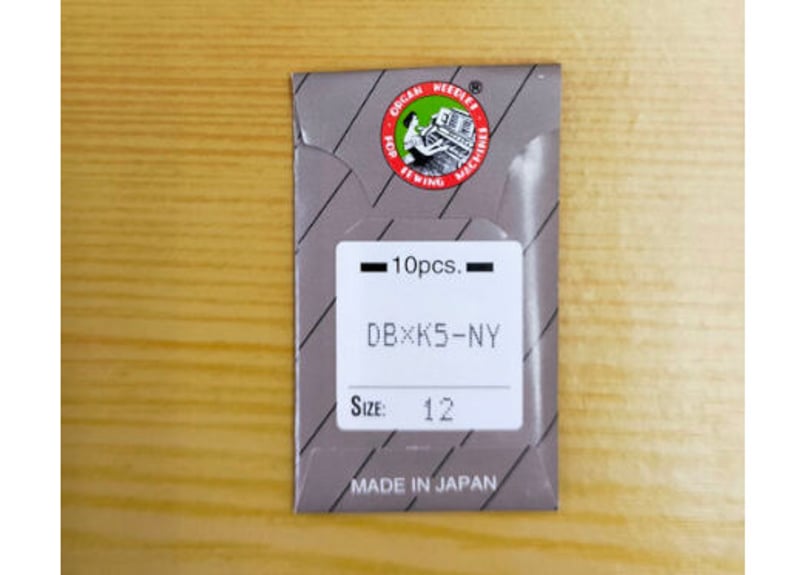 ORGAN NEEDLES ®
FOR SEWING MACHINES
10pcs.
DB×K5-NY
SIZE: 12
MADE IN JAPAN